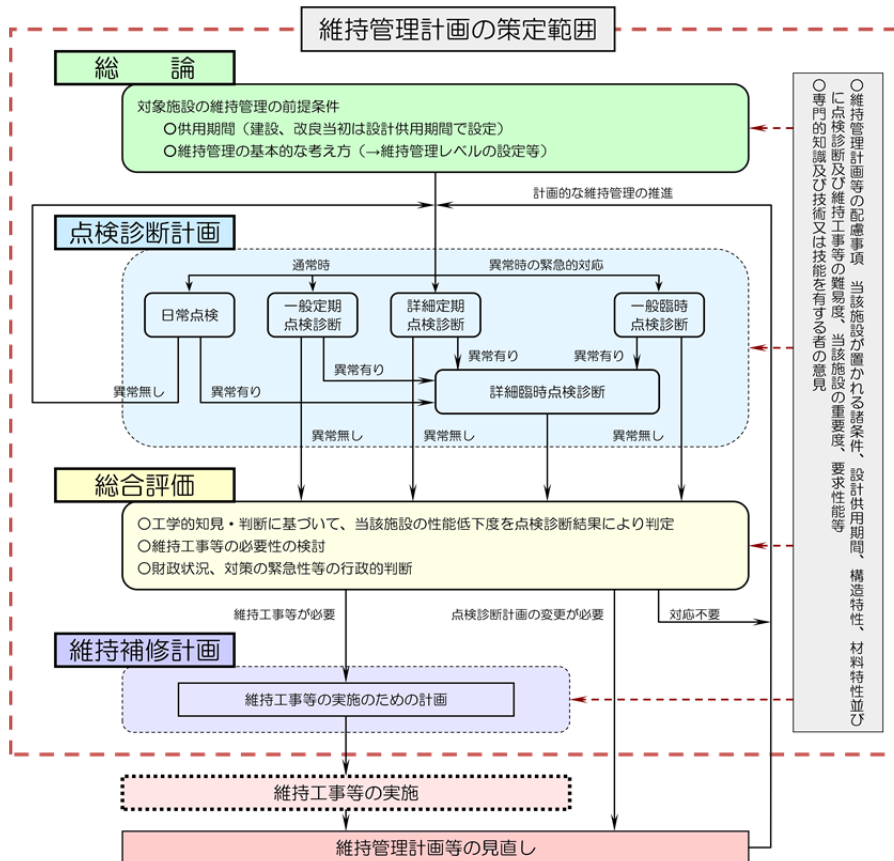 維持管理計画の策定範囲
総　論
対象施設の維持管理の前提条件
○供用期間（建設、改良当初は設計供用期間で設定）
○維持管理の基本的な考え方（→維持管理レベルの設定等）
計画的な維持管理の推進
点検診断計画
通常時
異常時の緊急的対応
日常点検
一般定期
点検診断
詳細定期
点検診断
一般臨時
点検診断
異常有り
異常有り
異常有り
異常無し
異常有り
詳細臨時点検診断
異常無し
異常無し
異常無し
総合評価
○工学的知見・判断に基づいて、当該施設の性能低下度を点検診断結果により判定
○維持工事等の必要性の検討
○財政状況、対策の緊急性等の行政的判断
維持工事等が必要
点検診断計画の変更が必要
対応不要
維持補修計画
維持工事等の実施のための計画
維持工事等の実施
維持管理計画等の見直し
○維持管理計画等の配慮事項　当該施設が置かれる諸条件、設計供用期間、構造特性、材料特性並び
に点検診断及び維持工事等の難易度、当該施設の重要度、要求性能等
○専門的知識及び技術又は技能を有する者の意見